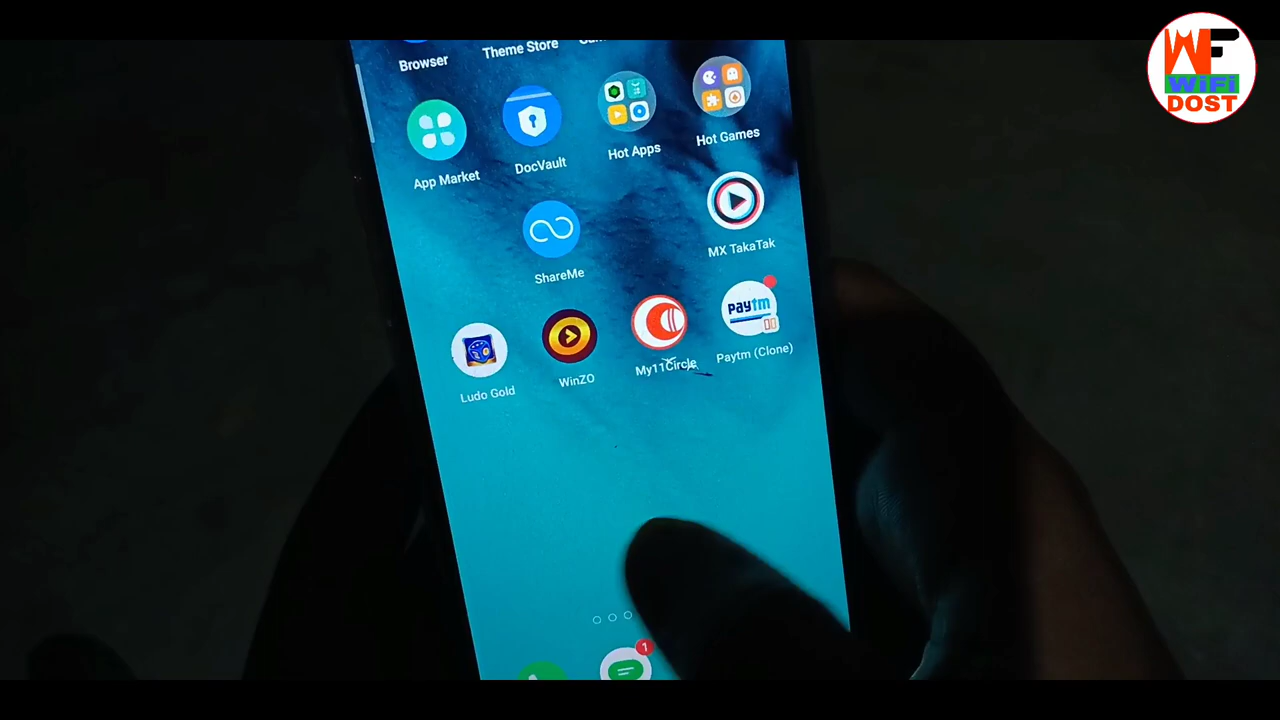 WF
WiFi
DOST
Browser
Theme Store
App Market
DocVault
Hot Apps
Hot Games
ShareMe
MX TakaTak
Ludo Gold
WinZO
My11Circle
Paytm
Paytm (Clone)
1